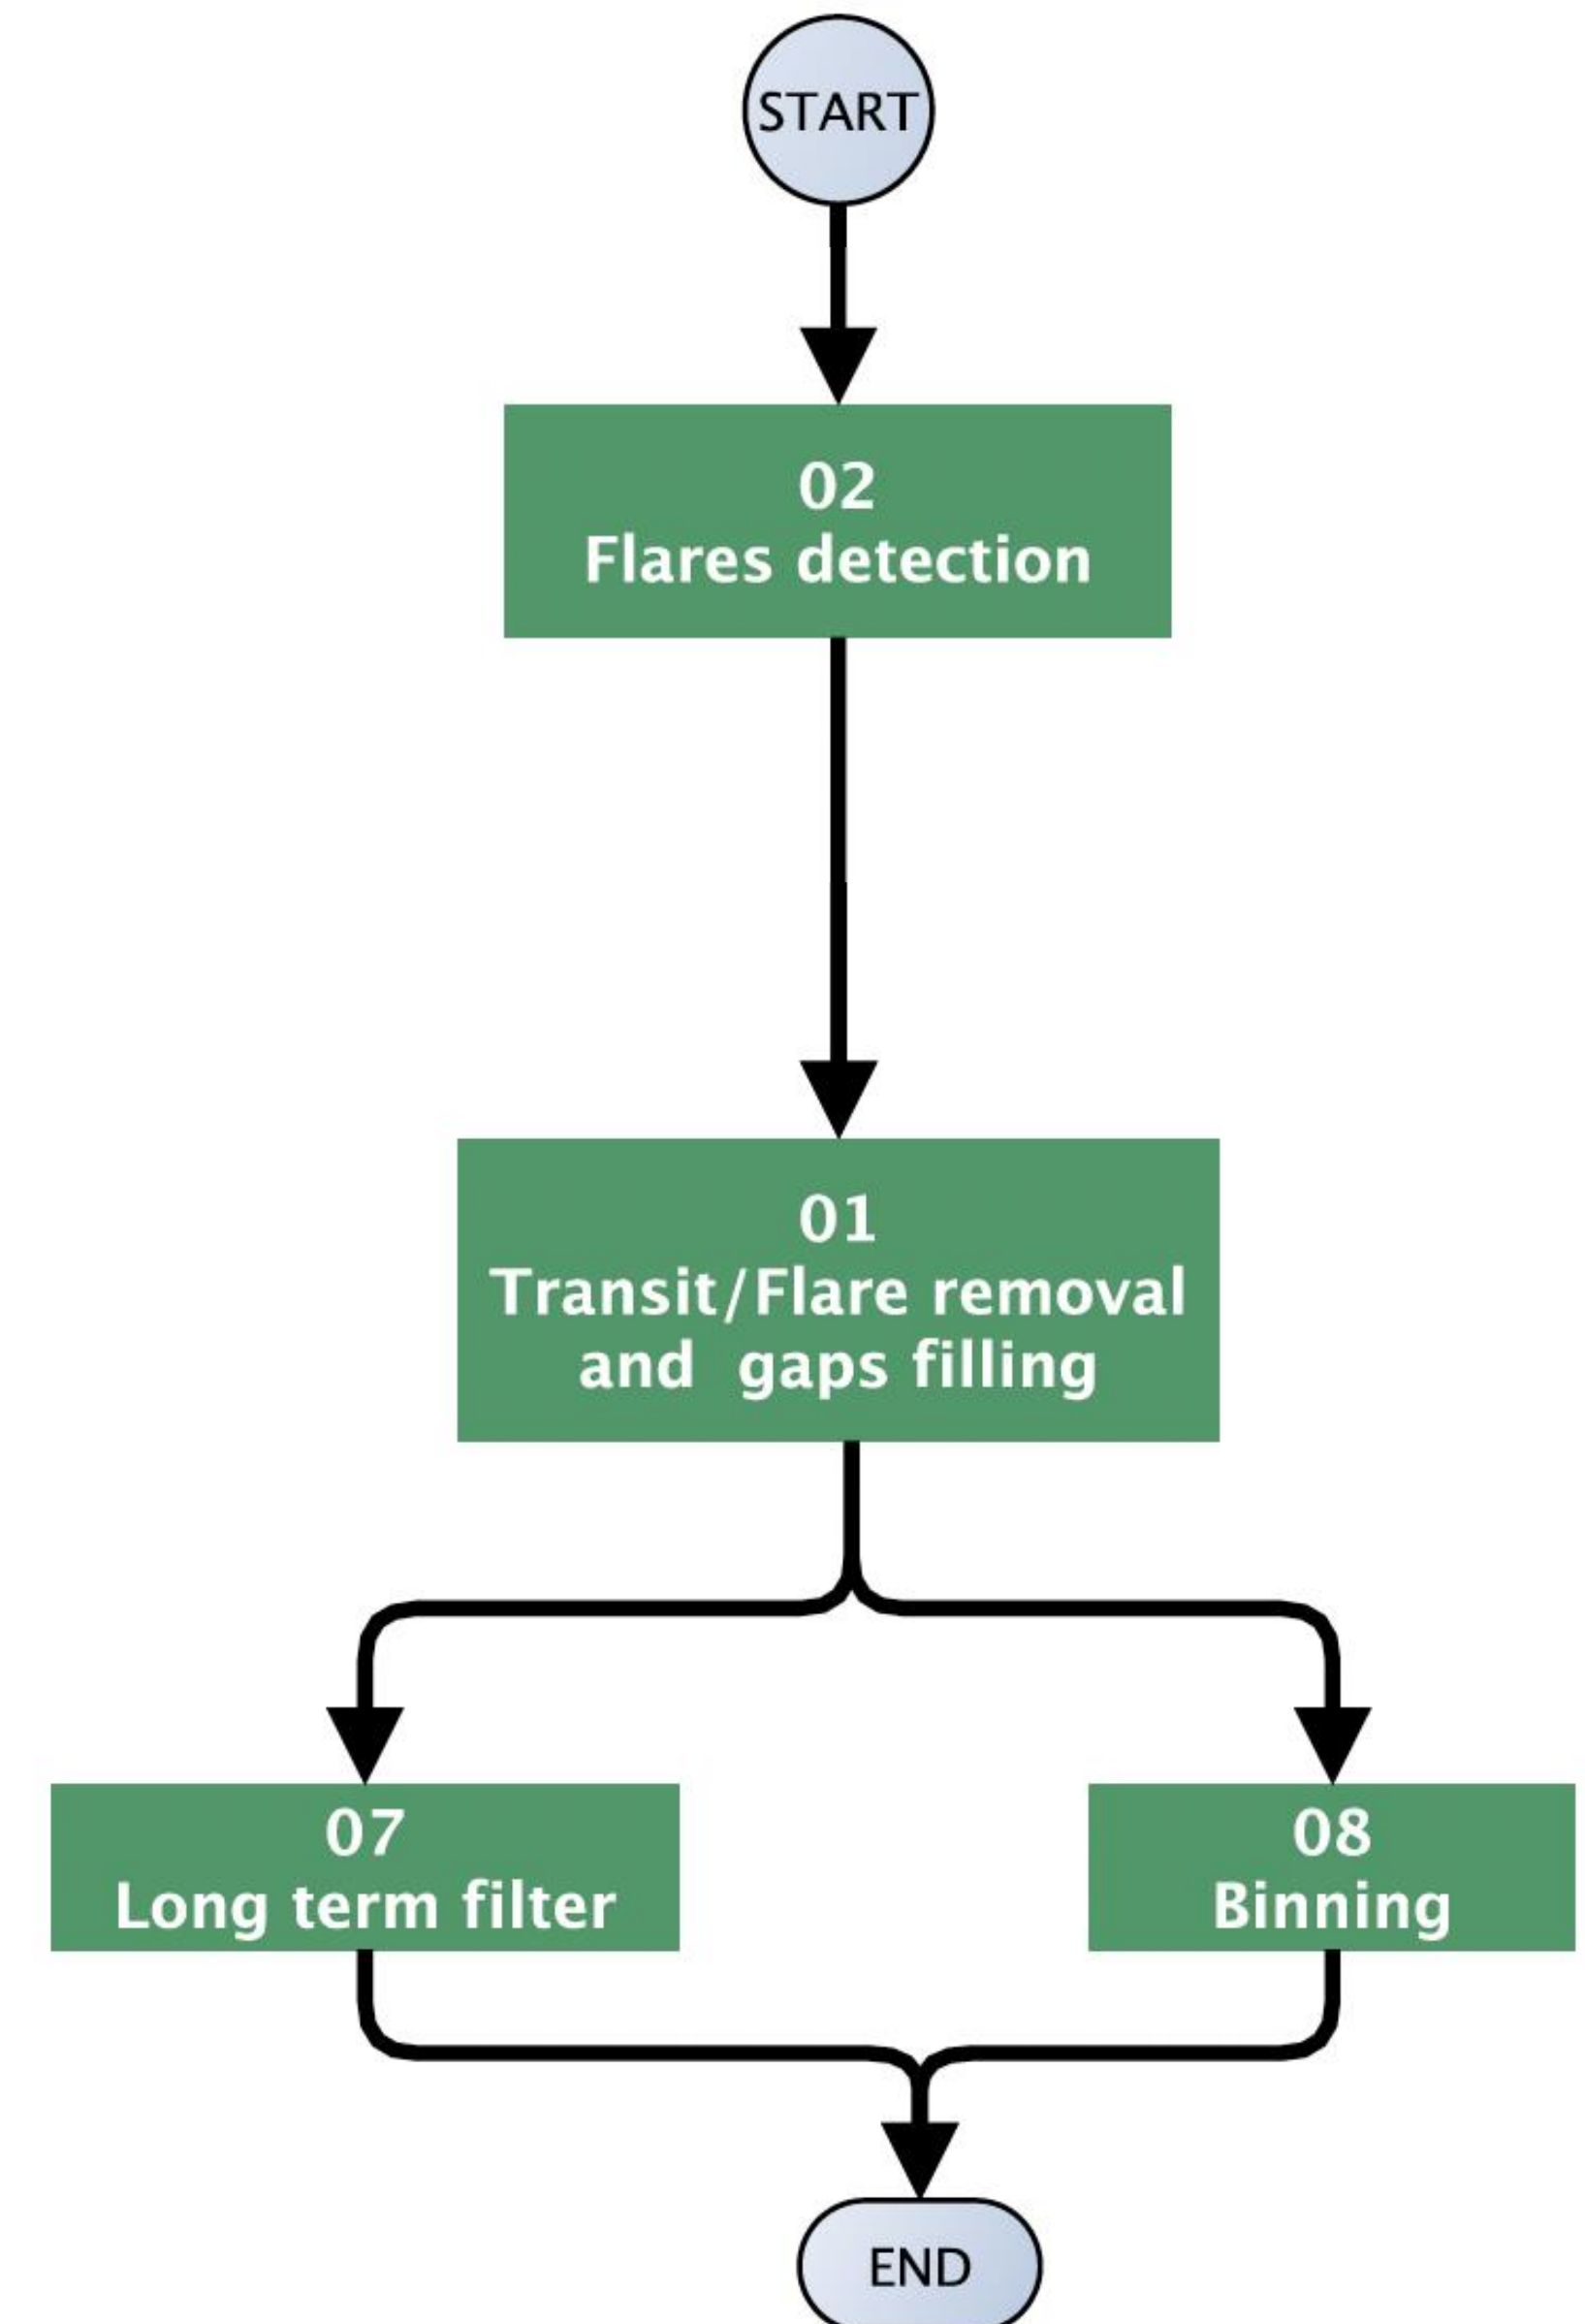 START
02
Flares detection
01
Transit/Flare removal
and gaps filling
07
Long term filter
08
Binning
END